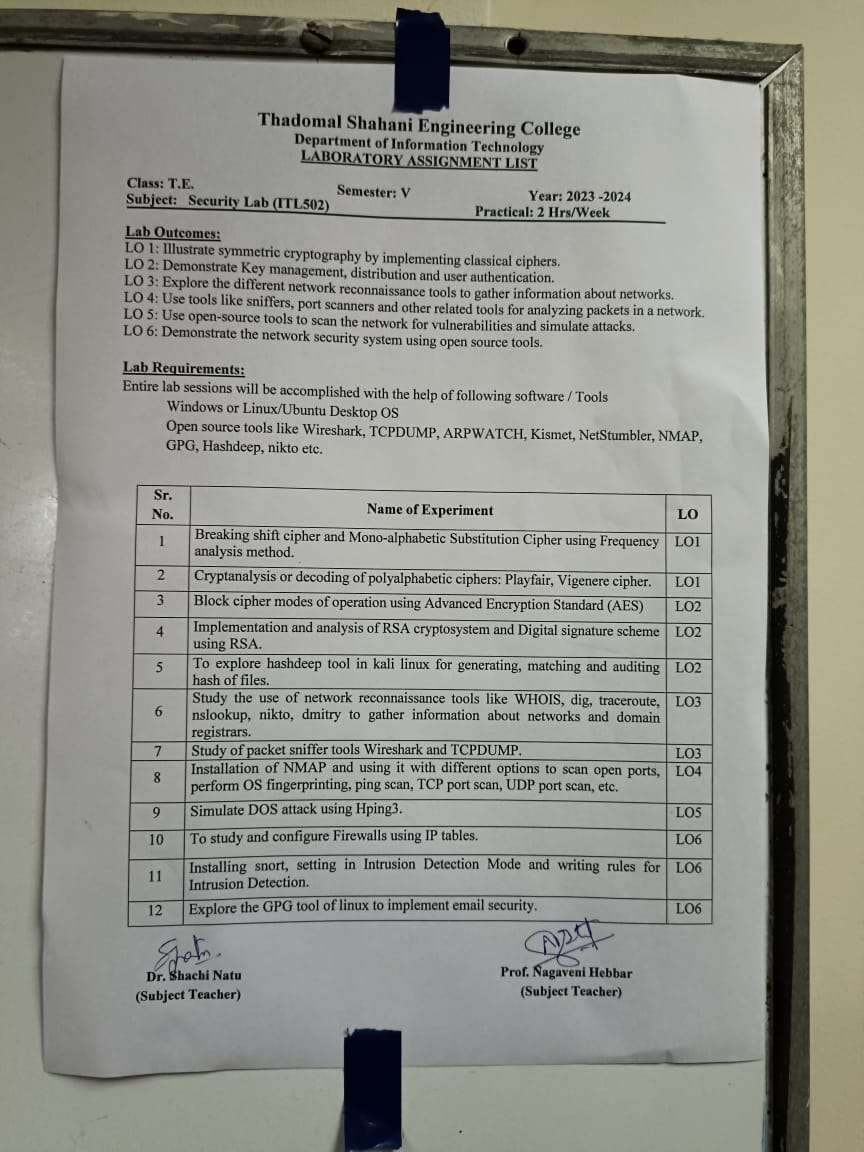 Thadomal Shahani Engineering College
Department of Information Technology
LABORATORY ASSIGNMENT LIST
Class: T.E. Semester: V Year: 2023 -2024
Subject: Security Lab (ITL502) Practical: 2 Hrs/Week
Lab Outcomes:
LO 1: Illustrate symmetric cryptography by implementing classical ciphers.
LO 2: Demonstrate Key management, distribution and user authentication.
LO 3: Explore the different network reconnaissance tools to gather information about networks.
LO 4: Use tools like sniffers, port scanners and other related tools for analyzing packets in a network.
LO 5: Use open-source tools to scan the network for vulnerabilities and simulate attacks.
LO 6: Demonstrate the network security system using open source tools.
Lab Requirements:
Entire lab sessions will be accomplished with the help of following software / Tools
Windows or Linux/Ubuntu Desktop OS
Open source tools like Wireshark, TCPDUMP, ARPWATCH, Kismet, NetStumbler, NMAP,
GPG, Hashdeep, nikto etc.
Sr. No. Name of Experiment LO
1 Breaking shift cipher and Mono-alphabetic Substitution Cipher using Frequency LO1
analysis method.
2 Cryptanalysis or decoding of polyalphabetic ciphers: Playfair, Vigenere cipher. LO1
3 Block cipher modes of operation using Advanced Encryption Standard (AES) LO2
4 Implementation and analysis of RSA cryptosystem and Digital signature scheme LO2
using RSA.
5 To explore hashdeep tool in kali linux for generating, matching and auditing LO2
hash of files.
6 Study the use of network reconnaissance tools like WHOIS, dig, traceroute, LO3
nslookup, nikto, dmitry to gather information about networks and domain
registrars.
7 Study of packet sniffer tools Wireshark and TCPDUMP. LO3
8 Installation of NMAP and using it with different options to scan open ports, LO4
perform OS fingerprinting, ping scan, TCP port scan, UDP port scan, etc.
9 Simulate DOS attack using Hping3. LO5
10 To study and configure Firewalls using IP tables. LO6
11 Installing snort, setting in Intrusion Detection Mode and writing rules for LO6
Intrusion Detection.
12 Explore the GPG tool of linux to implement email security. LO6
Dr. Shachi Natu Prof. Nagaveni Hebbar
(Subject Teacher) (Subject Teacher)